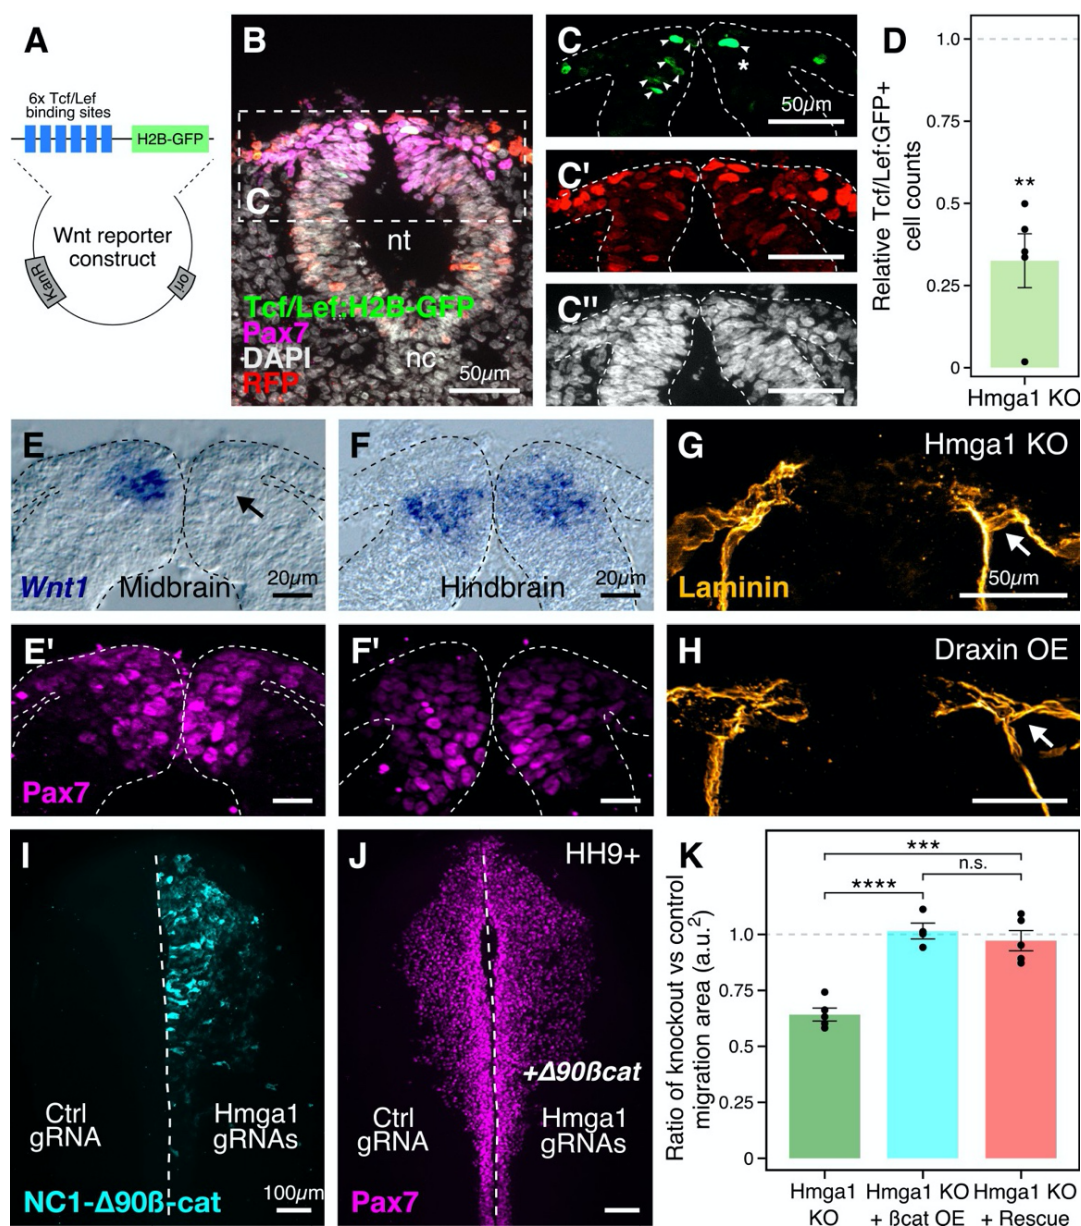 A
6x Tcf/Lef
binding sites
H2B-GFP
Wnt reporter
construct
KanR
ori
B
C
nt
nc
Tcf/Lef:H2B-GFP
Pax7
DAPI
RFP
50µm
C
*
50µm
C'
C''
D
Relative Tcf/Lef:GFP+
cell counts
1.0
0.75
0.5
0.25
0
**
Hmga1 KO
E
Wnt1
Midbrain
20µm
F
Hindbrain
20µm
G
Hmga1 KO
Laminin
50µm
E'
Pax7
F'
H
Draxin OE
I
Ctrl
gRNA
Hmga1
gRNAs
NC1-Δ90ß-cat
100µm
J
HH9+
+Δ90ßcat
Ctrl
gRNA
Hmga1
gRNAs
Pax7
K
Ratio of knockout vs control
migration area (a.u.²)
1.0
0.75
0.5
0.25
0
***
n.s.
****
Hmga1
KO
Hmga1 KO
+ ßcat OE
Hmga1 KO
+ Rescue